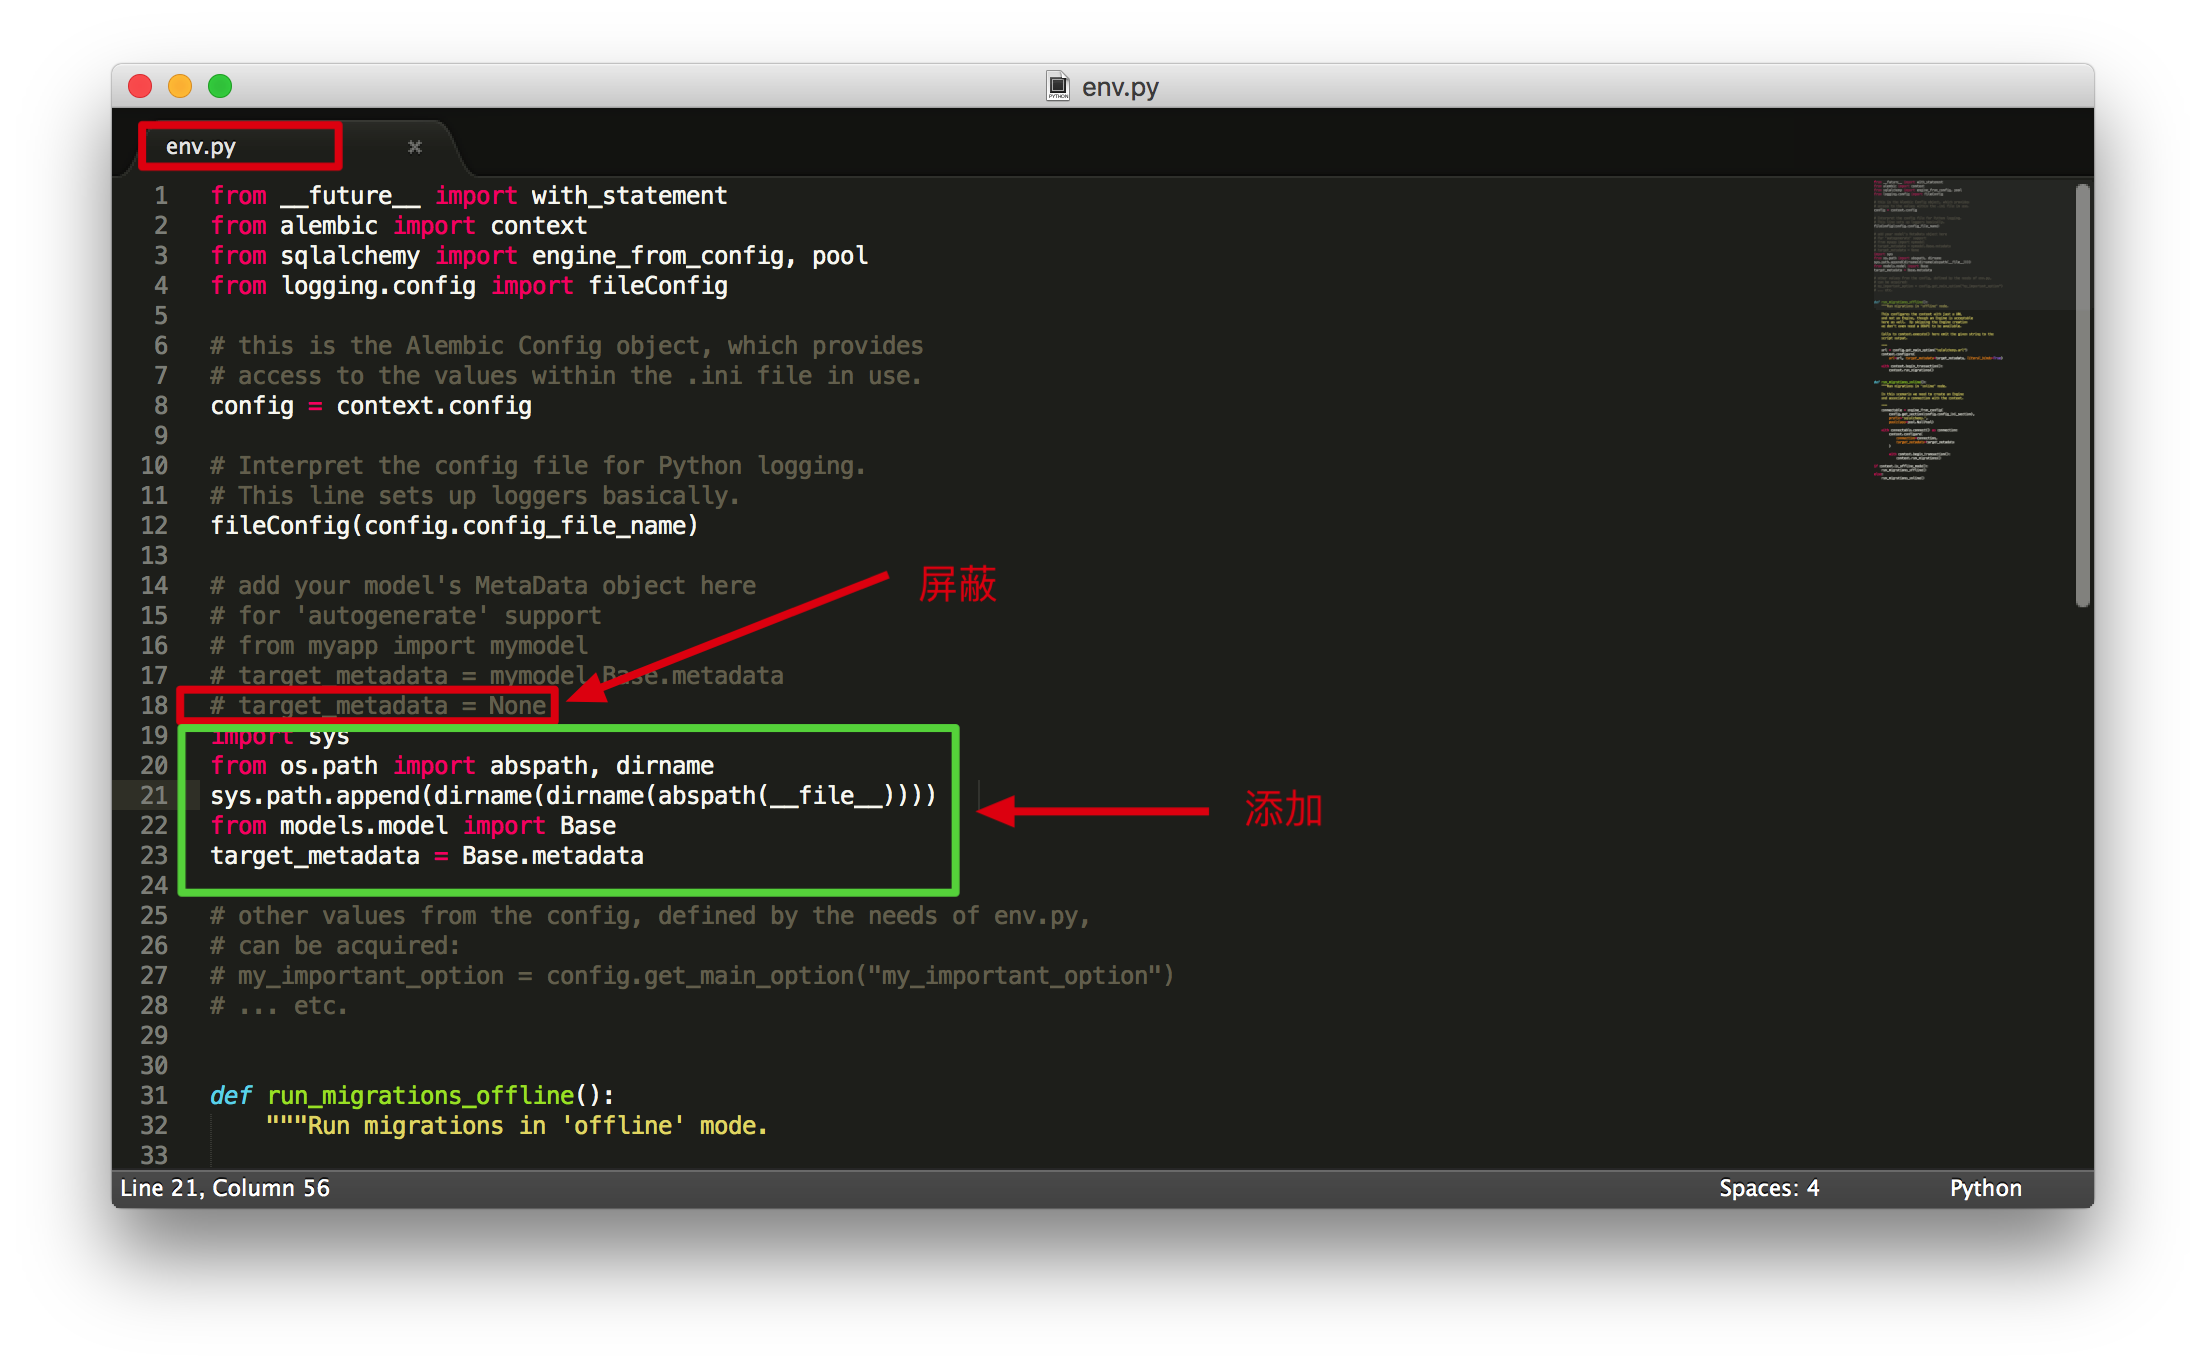 env.py
env.py
1 from __future__ import with_statement
2 from alembic import context
3 from sqlalchemy import engine_from_config, pool
4 from logging.config import fileConfig
5
6 # this is the Alembic Config object, which provides
7 # access to the values within the .ini file in use.
8 config = context.config
9
10 # Interpret the config file for Python logging.
11 # This line sets up loggers basically.
12 fileConfig(config.config_file_name)
13
14 # add your model's MetaData object here
屏蔽
15 # for 'autogenerate' support
16 # from myapp import mymodel
17 # target_metadata = mymodel.Base.metadata
18 # target_metadata = None
19 import sys
20 from os.path import abspath, dirname
21 sys.path.append(dirname(dirname(abspath(__file__))))
添加
22 from models.model import Base
23 target_metadata = Base.metadata
24
25 # other values from the config, defined by the needs of env.py,
26 # can be acquired:
27 # my_important_option = config.get_main_option("my_important_option")
28 # ... etc.
29
30
31 def run_migrations_offline():
32 """Run migrations in 'offline' mode.
33
Line 21, Column 56
Spaces: 4
Python